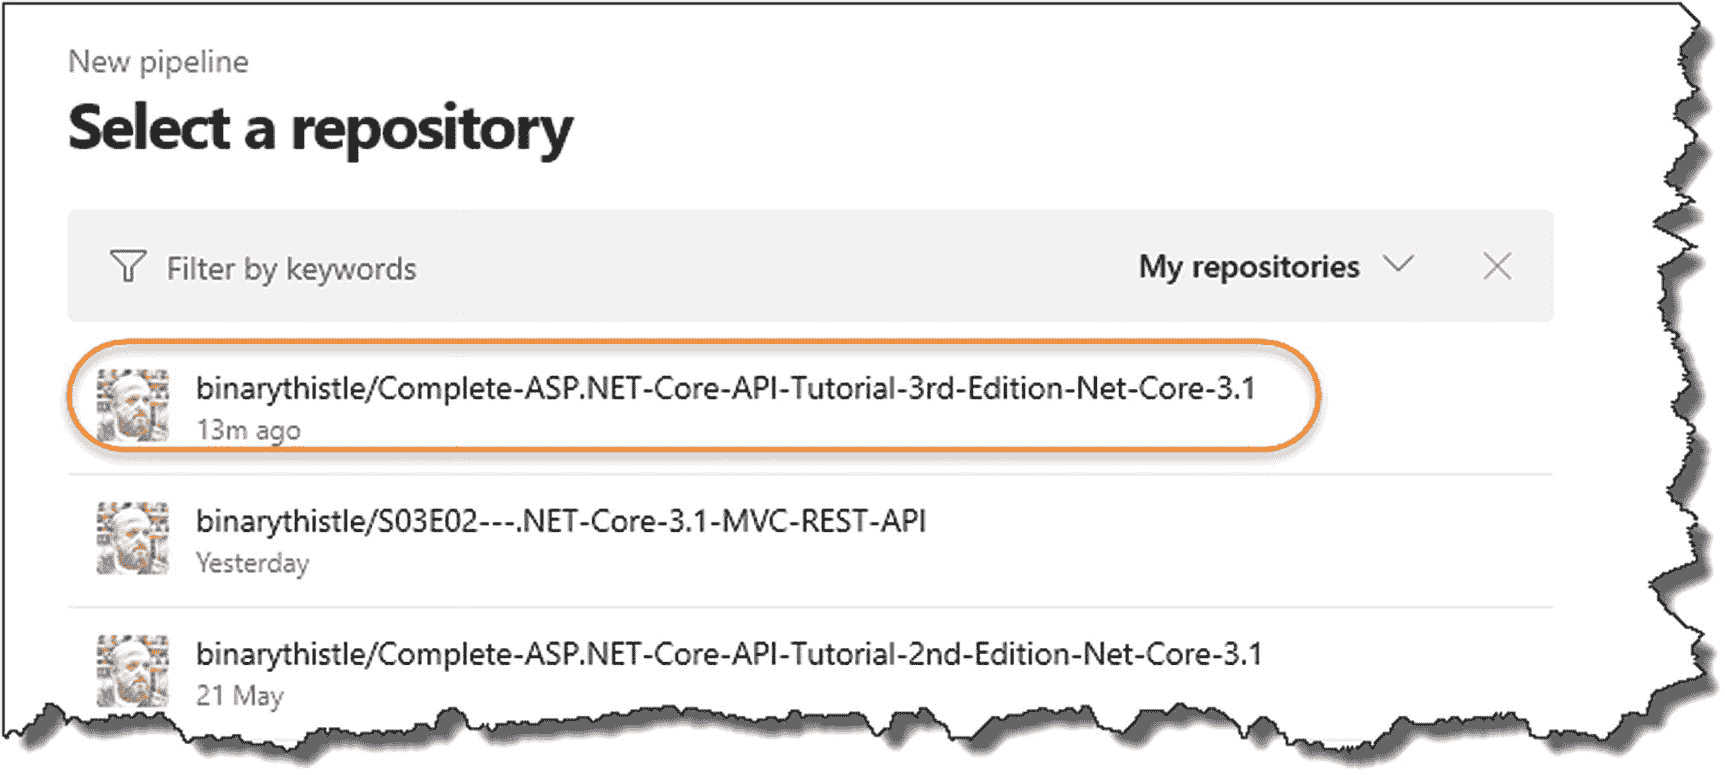 New pipeline
Select a repository
Filter by keywords My repositories
binarythistle/Complete-ASP.NET-Core-API-Tutorial-3rd-Edition-Net-Core-3.1
13m ago
binarythistle/S03E02---.NET-Core-3.1-MVC-REST-API
Yesterday
binarythistle/Complete-ASP.NET-Core-API-Tutorial-2nd-Edition-Net-Core-3.1
21 May